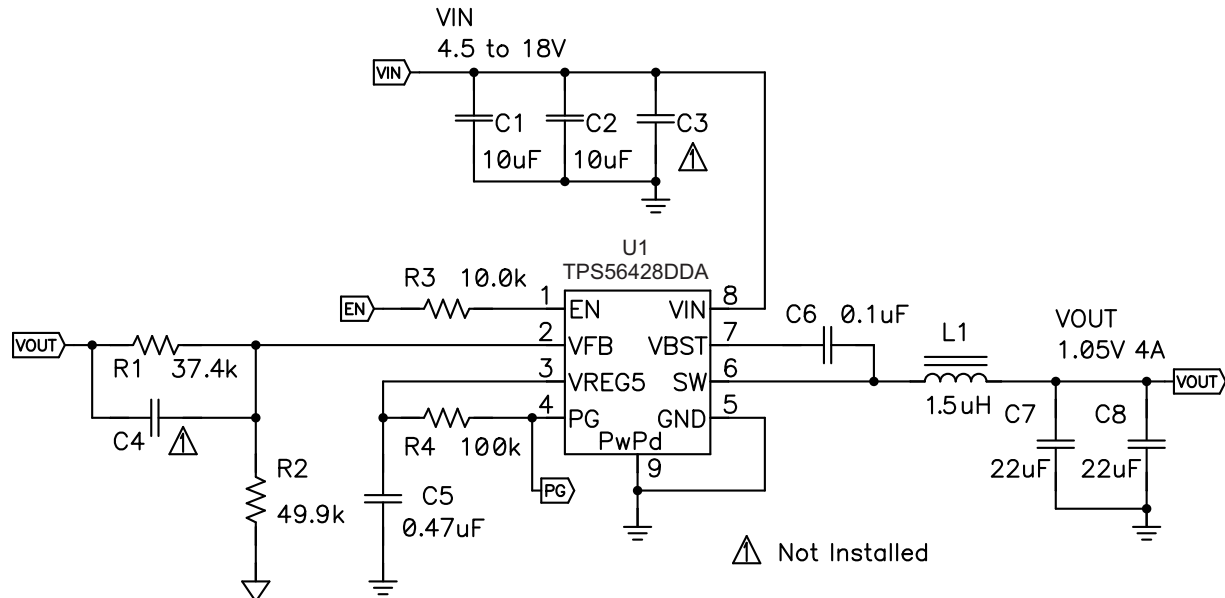 VIN
4.5 to 18V
VIN
C1
C2
C3
10uF
10uF
1
U1
TPS56428DDA
R3 10.0k
EN
1
EN
VIN
8
C6 0.1uF
VOUT
2
VFB
VBST
7
L1
VOUT
1.05V 4A
R1 37.4k
3
VREG5
SW
6
VOUT
1.5uH
C7
C8
4
PG
GND
5
C4
1
R4 100k
PwPd
9
R2
22uF
22uF
C5
PG
49.9k
0.47uF
1 Not Installed